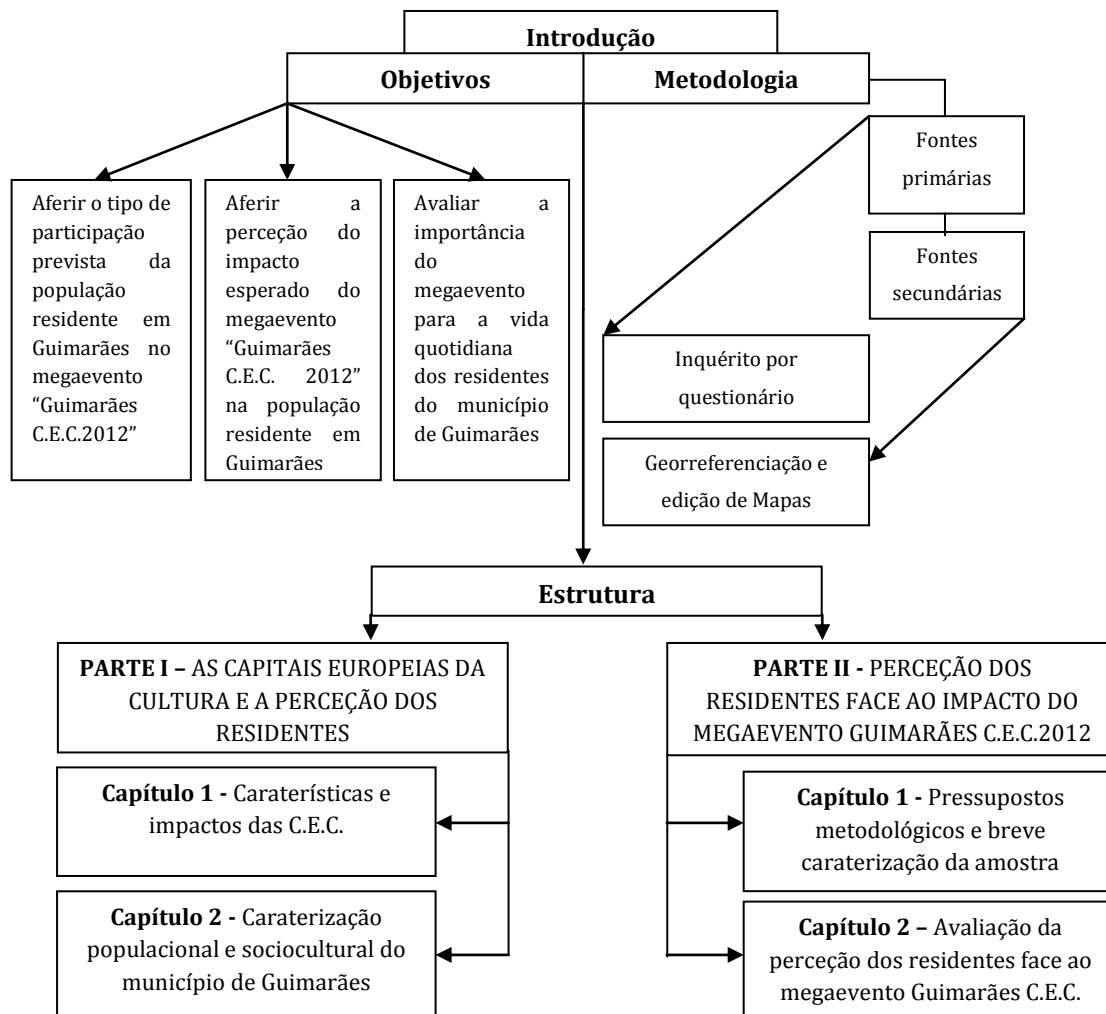 Introdução
Objetivos
Metodologia
Fontes
primárias
Fontes
secundárias
Aferir o tipo de
participação
prevista da
população
residente em
Guimarães no
megaevento
“Guimarães
C.E.C.2012”
Aferir a
perceção do
impacto
esperado do
megaevento
“Guimarães
C.E.C. 2012”
na população
residente em
Guimarães
Avaliar a
importância
do
megaevento
para a vida
quotidiana
dos residentes
do município
de Guimarães
Inquérito por
questionário
Georreferenciação e
edição de Mapas
Estrutura
PARTE I – AS CAPITAIS EUROPEIAS DA
CULTURA E A PERCEÇÃO DOS
RESIDENTES
Capítulo 1 - Caraterísticas e
impactos das C.E.C.
Capítulo 2 - Caraterização
populacional e sociocultural do
município de Guimarães
PARTE II - PERCEÇÃO DOS
RESIDENTES FACE AO IMPACTO DO
MEGAEVENTO GUIMARÃES C.E.C.2012
Capítulo 1 - Pressupostos
metodológicos e breve
caraterização da amostra
Capítulo 2 – Avaliação da
perceção dos residentes face ao
megaevento Guimarães C.E.C.